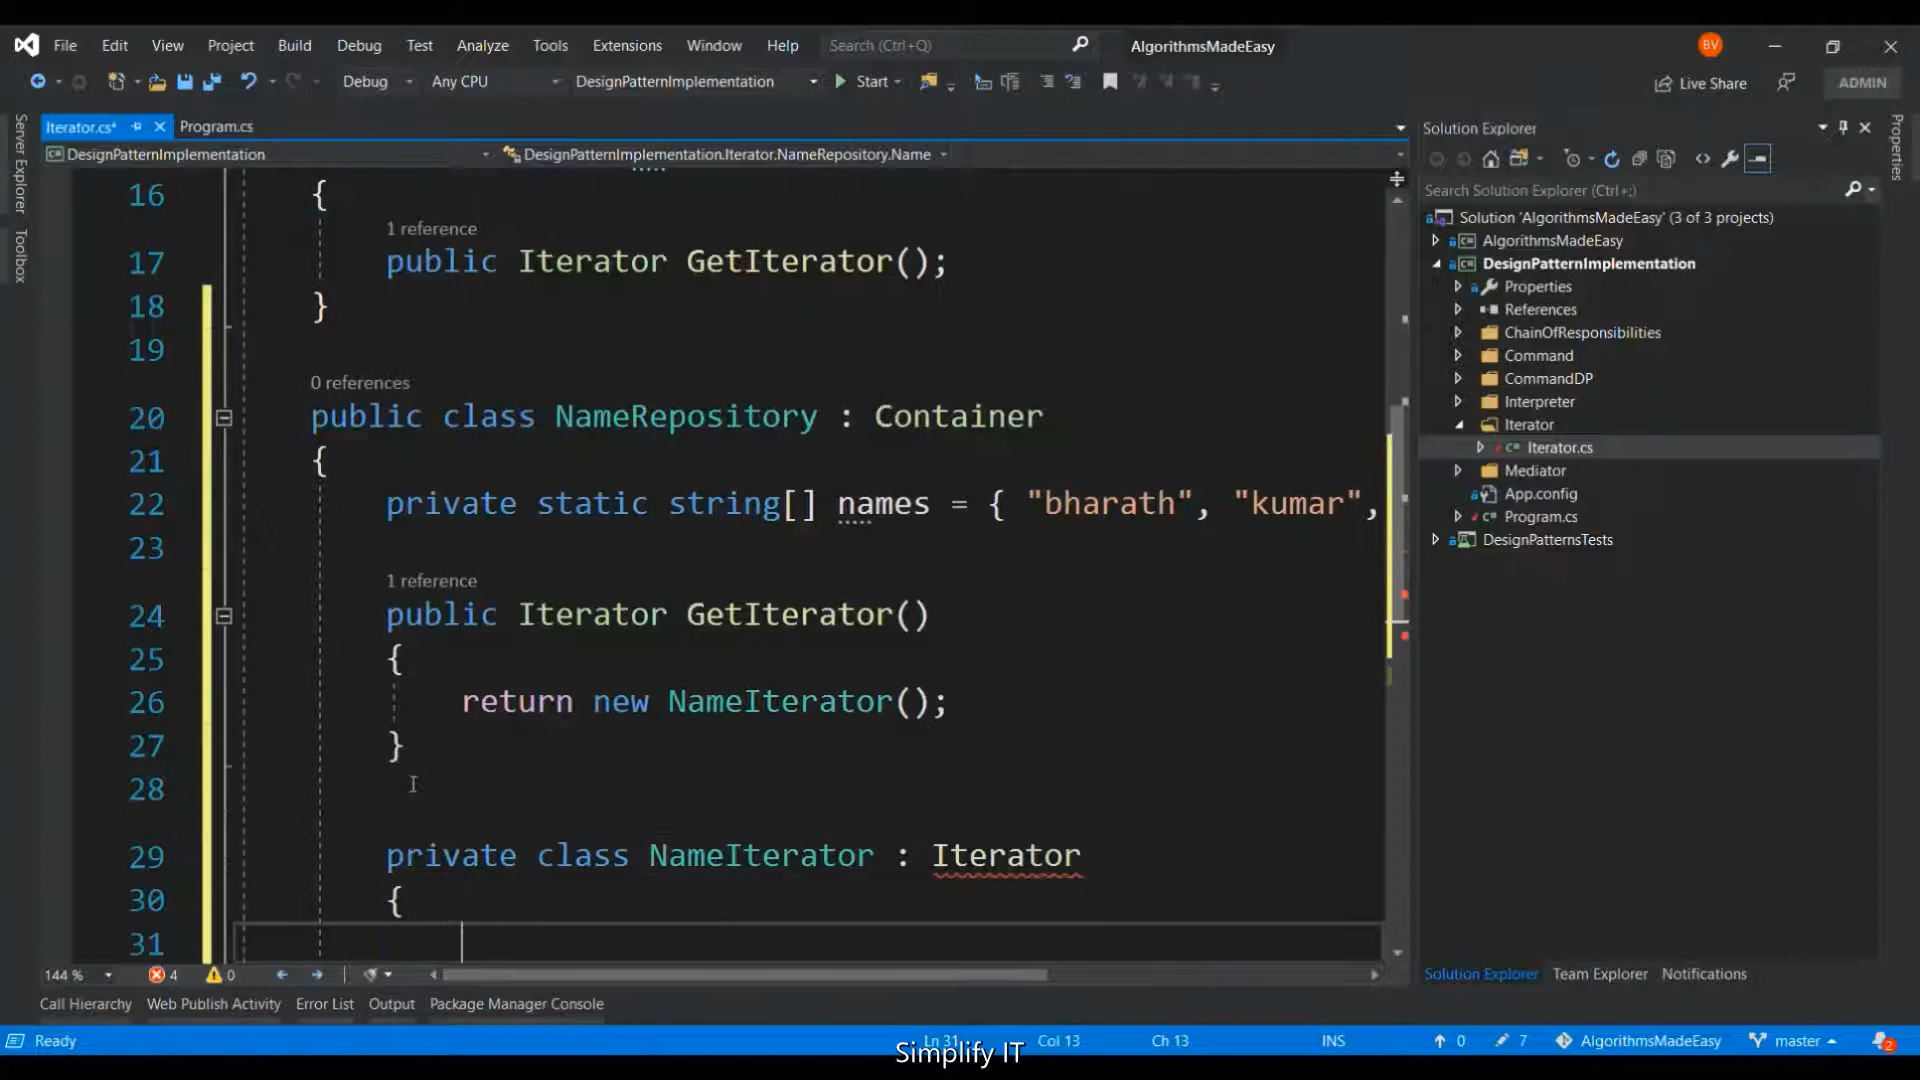 File Edit View Project Build Debug Test Analyze Tools Extensions Window Help Search (Ctrl+Q) AlgorithmsMadeEasy BV
Debug Any CPU DesignPatternImplementation Start Live Share ADMIN
Server Explorer
Toolbox
Iterator.cs* Program.cs
DesignPatternImplementation DesignPatternImplementation.Iterator.NameRepository.Name
16 {
1 reference
17 public Iterator GetIterator();
18 }
19
0 references
20 public class NameRepository : Container
21 {
22 private static string[] names = { "bharath", "kumar",
23
1 reference
24 public Iterator GetIterator()
25 {
26 return new NameIterator();
27 }
28
29 private class NameIterator : Iterator
30 {
31
144 % 4 0
Solution Explorer
Search Solution Explorer (Ctrl+;)
Solution 'AlgorithmsMadeEasy' (3 of 3 projects)
AlgorithmsMadeEasy
DesignPatternImplementation
Properties
References
ChainOfResponsibilities
Command
CommandDP
Interpreter
Iterator
Iterator.cs
Mediator
App.config
Program.cs
DesignPatternsTests
Properties
Solution Explorer Team Explorer Notifications
Call Hierarchy Web Publish Activity Error List Output Package Manager Console
Ready Ln 31 Col 13 Ch 13 INS 0 7 AlgorithmsMadeEasy master 2
Simplify IT